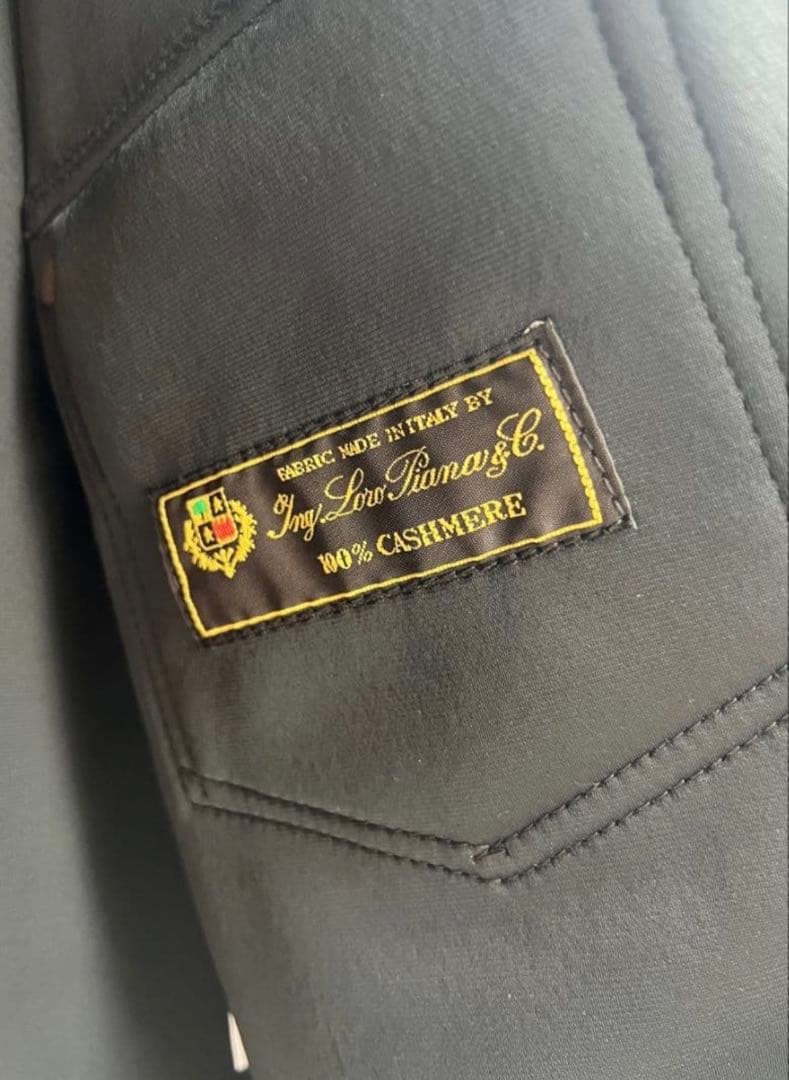 FABRIC MADE IN ITALY BY
Ing. Loro Piana & C.
100% CASHMERE